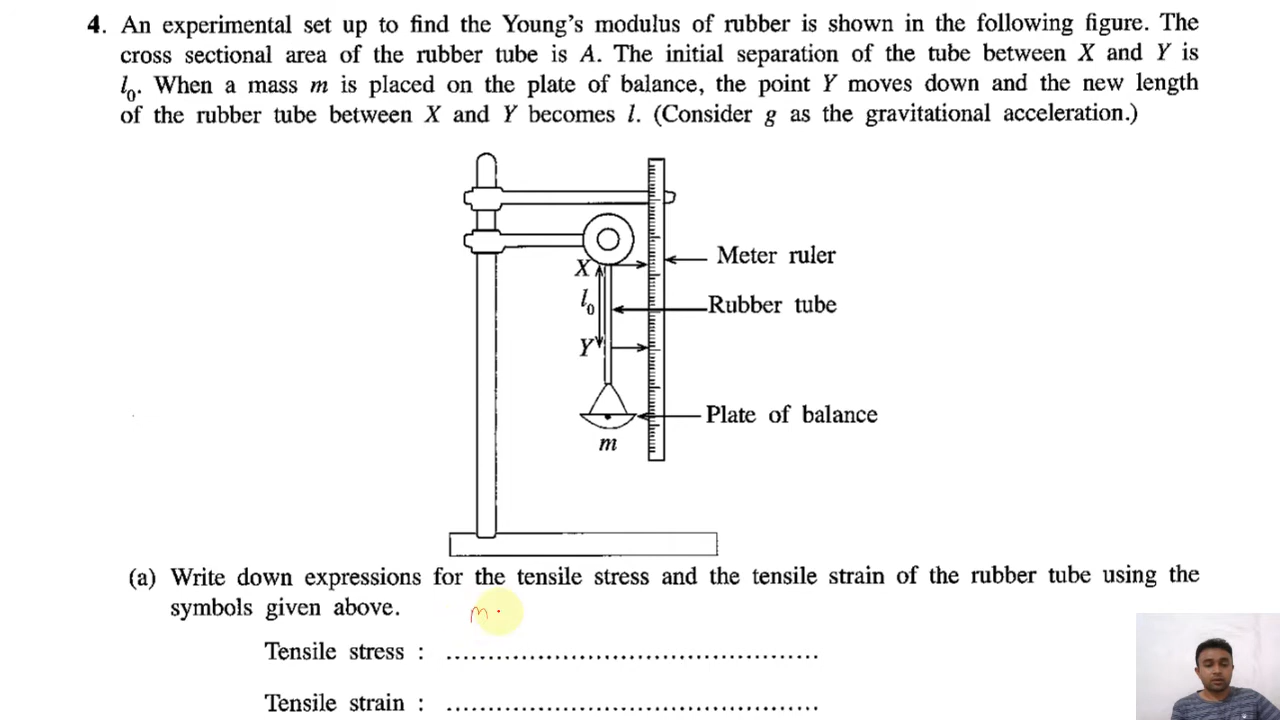 4. An experimental set up to find the Young's modulus of rubber is shown in the following figure. The
cross sectional area of the rubber tube is A. The initial separation of the tube between X and Y is
l₀. When a mass m is placed on the plate of balance, the point Y moves down and the new length
of the rubber tube between X and Y becomes l. (Consider g as the gravitational acceleration.)
X
Meter ruler
l₀
Rubber tube
Y
Plate of balance
m
(a) Write down expressions for the tensile stress and the tensile strain of the rubber tube using the
symbols given above.
m
Tensile stress : ....................................................
Tensile strain : ....................................................